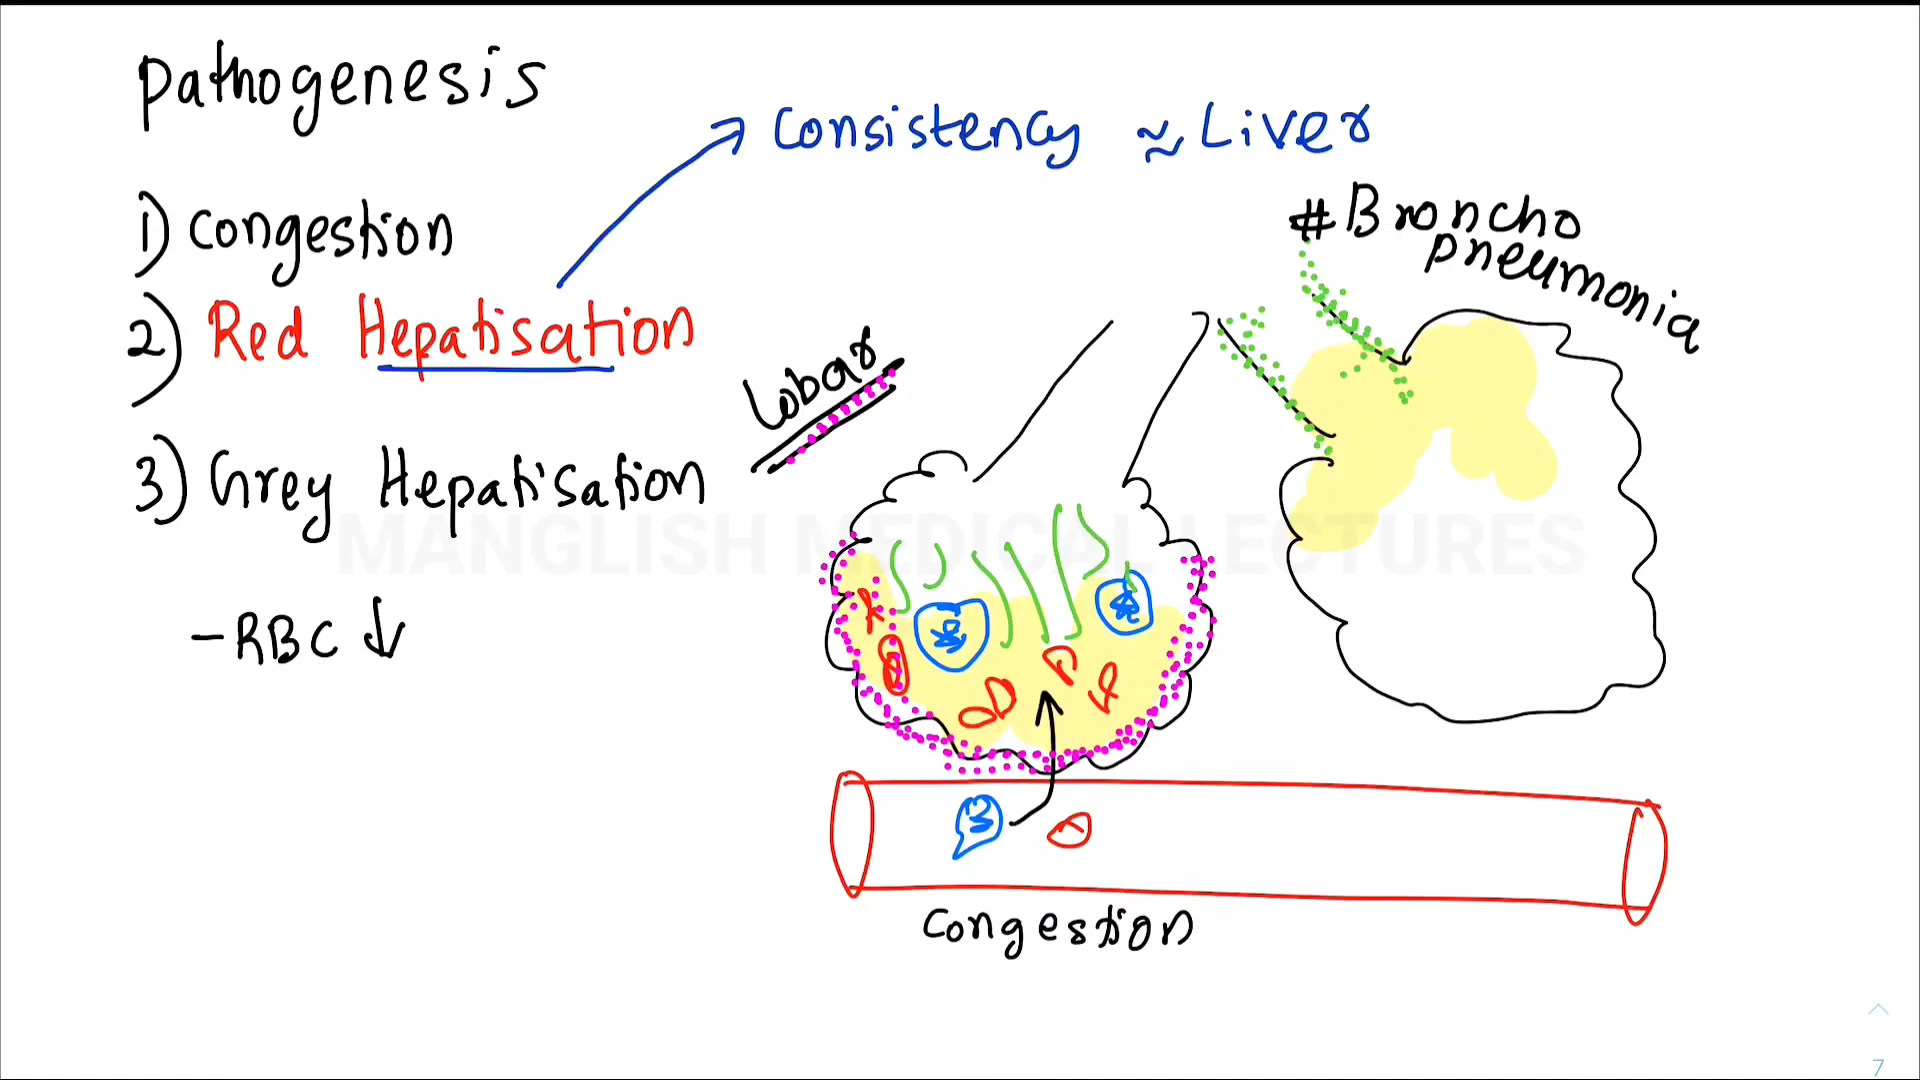 Pathogenesis
Consistency ≈ Liver
1) Congestion
2) Red Hepatisation
3) Grey Hepatisation
- RBC ↓
Lobar
#Broncho
Pneumonia
MANGLISH MEDICAL LECTURES
Congestion
7